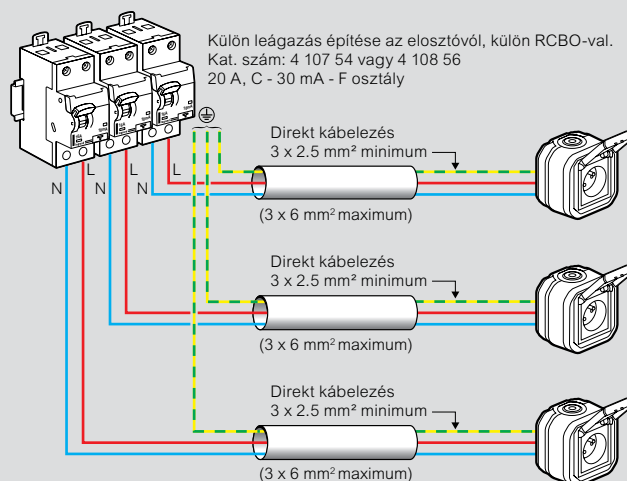 Külön leágazás építése az elosztóvól, külön RCBO-val.
Kat. szám: 4 107 54 vagy 4 108 56
20 A, C - 30 mA - F osztály
Direkt kábelezés
3 x 2.5 mm² minimum
N L N L N L
(3 x 6 mm² maximum)
Direkt kábelezés
3 x 2.5 mm² minimum
(3 x 6 mm² maximum)
Direkt kábelezés
3 x 2.5 mm² minimum
(3 x 6 mm² maximum)